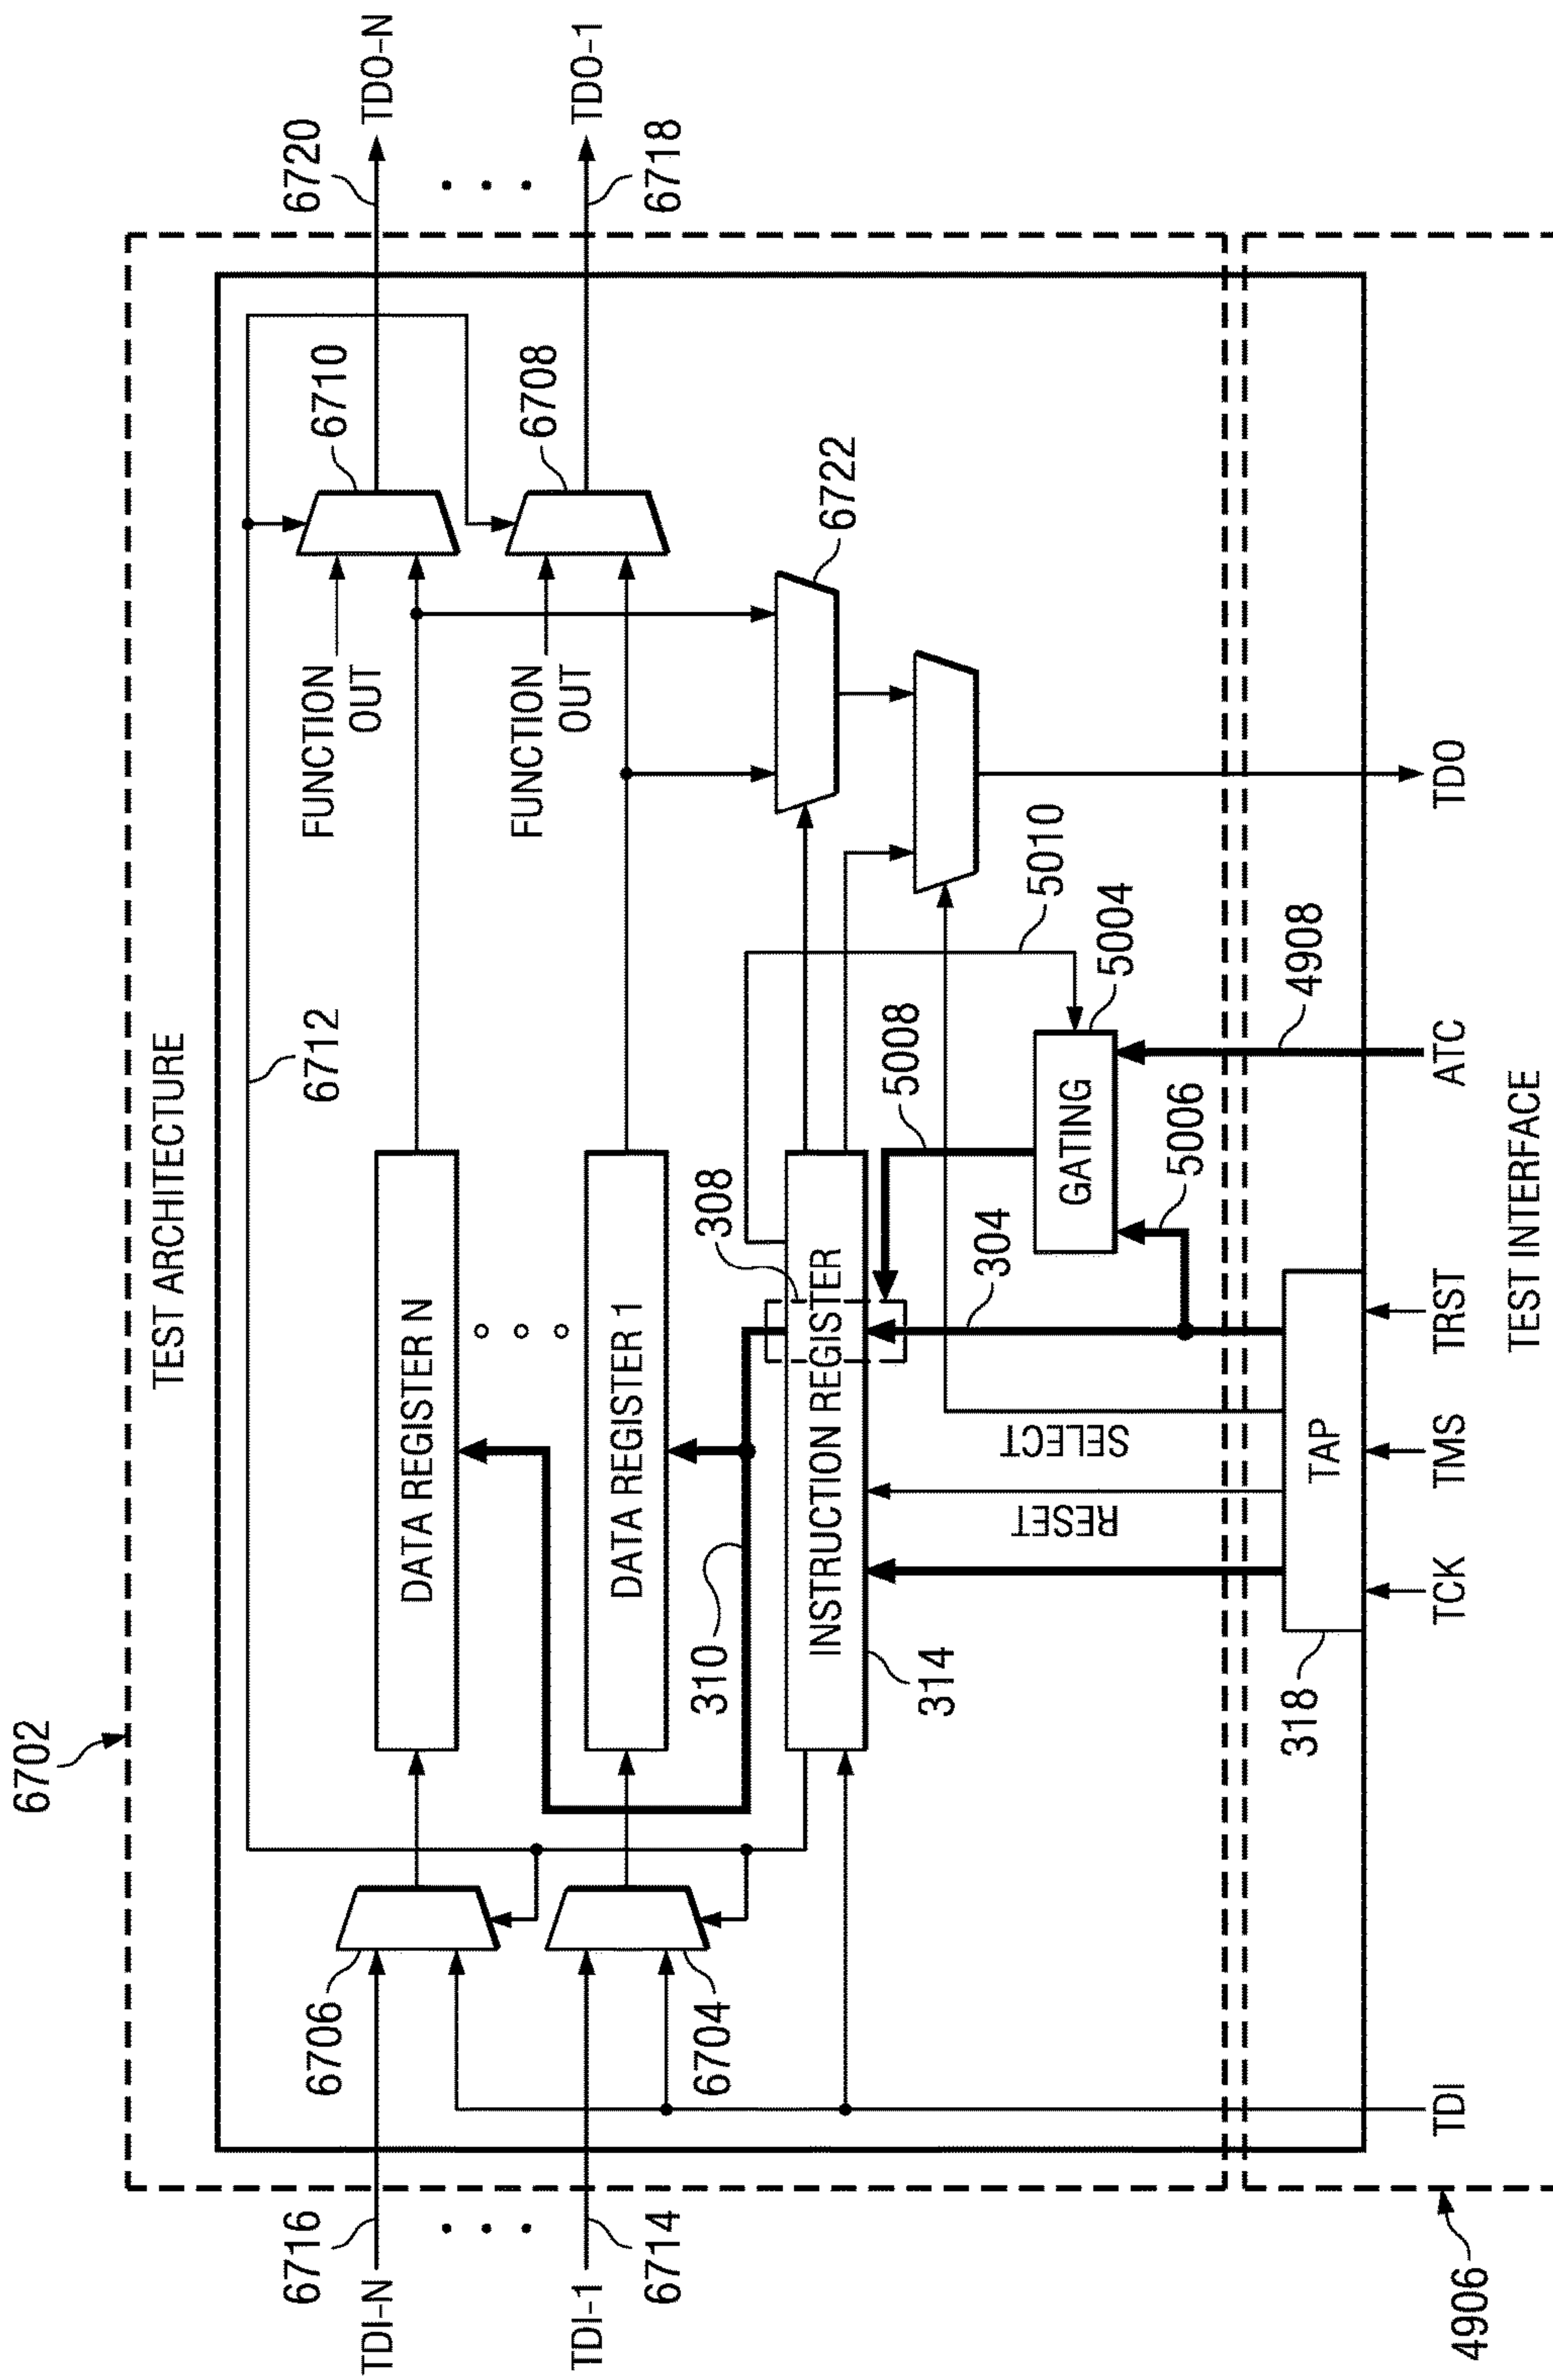 6702
TEST ARCHITECTURE
6712
6716
TDI-N
6706
DATA REGISTER N
FUNCTION
OUT
6710
6720
TDO-N
TDI-1
6714
6704
310
DATA REGISTER 1
FUNCTION
OUT
6708
6718
TDO-1
308
INSTRUCTION REGISTER
314
6722
5010
5008
5004
GATING
304
5006
4908
RESET
SELECT
318
TAP
4906
TDI
TCK
TMS
TRST
ATC
TDO
TEST INTERFACE